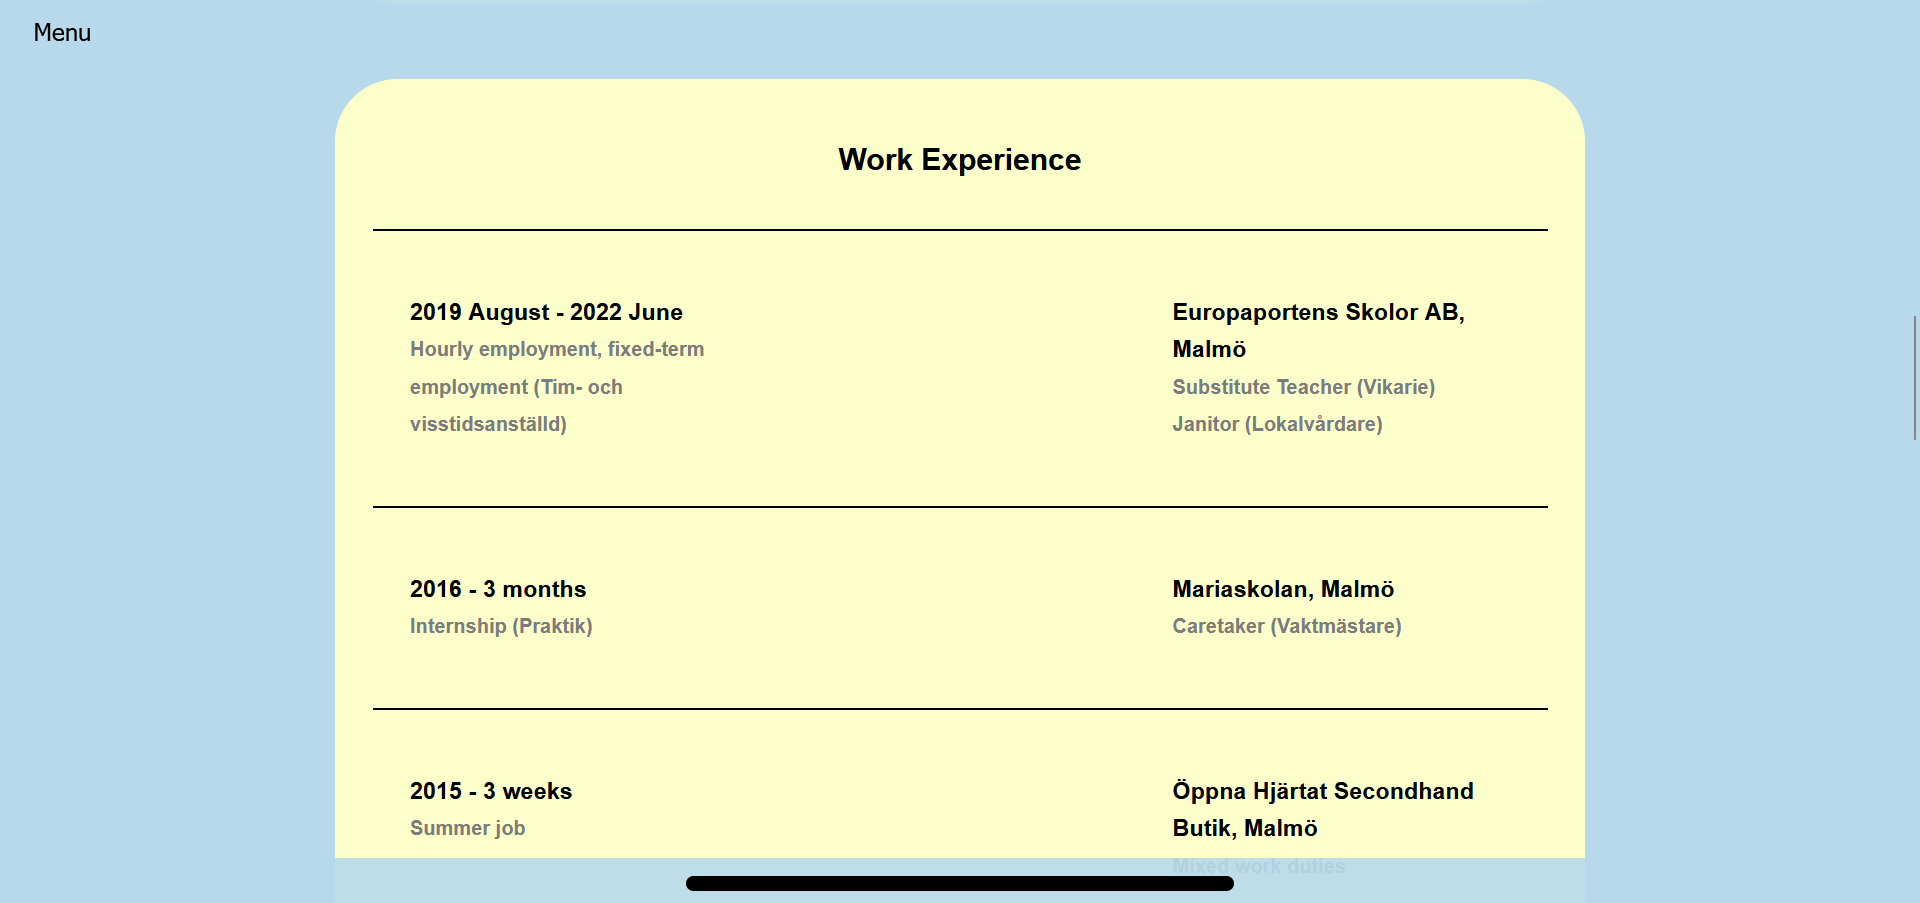 Menu
Work Experience
2019 August - 2022 June
Hourly employment, fixed-term
employment (Tim- och
visstidsanställd)
Europaportens Skolor AB,
Malmö
Substitute Teacher (Vikarie)
Janitor (Lokalvårdare)
2016 - 3 months
Internship (Praktik)
Mariaskolan, Malmö
Caretaker (Vaktmästare)
2015 - 3 weeks
Summer job
Öppna Hjärtat Secondhand
Butik, Malmö
Mixed work duties